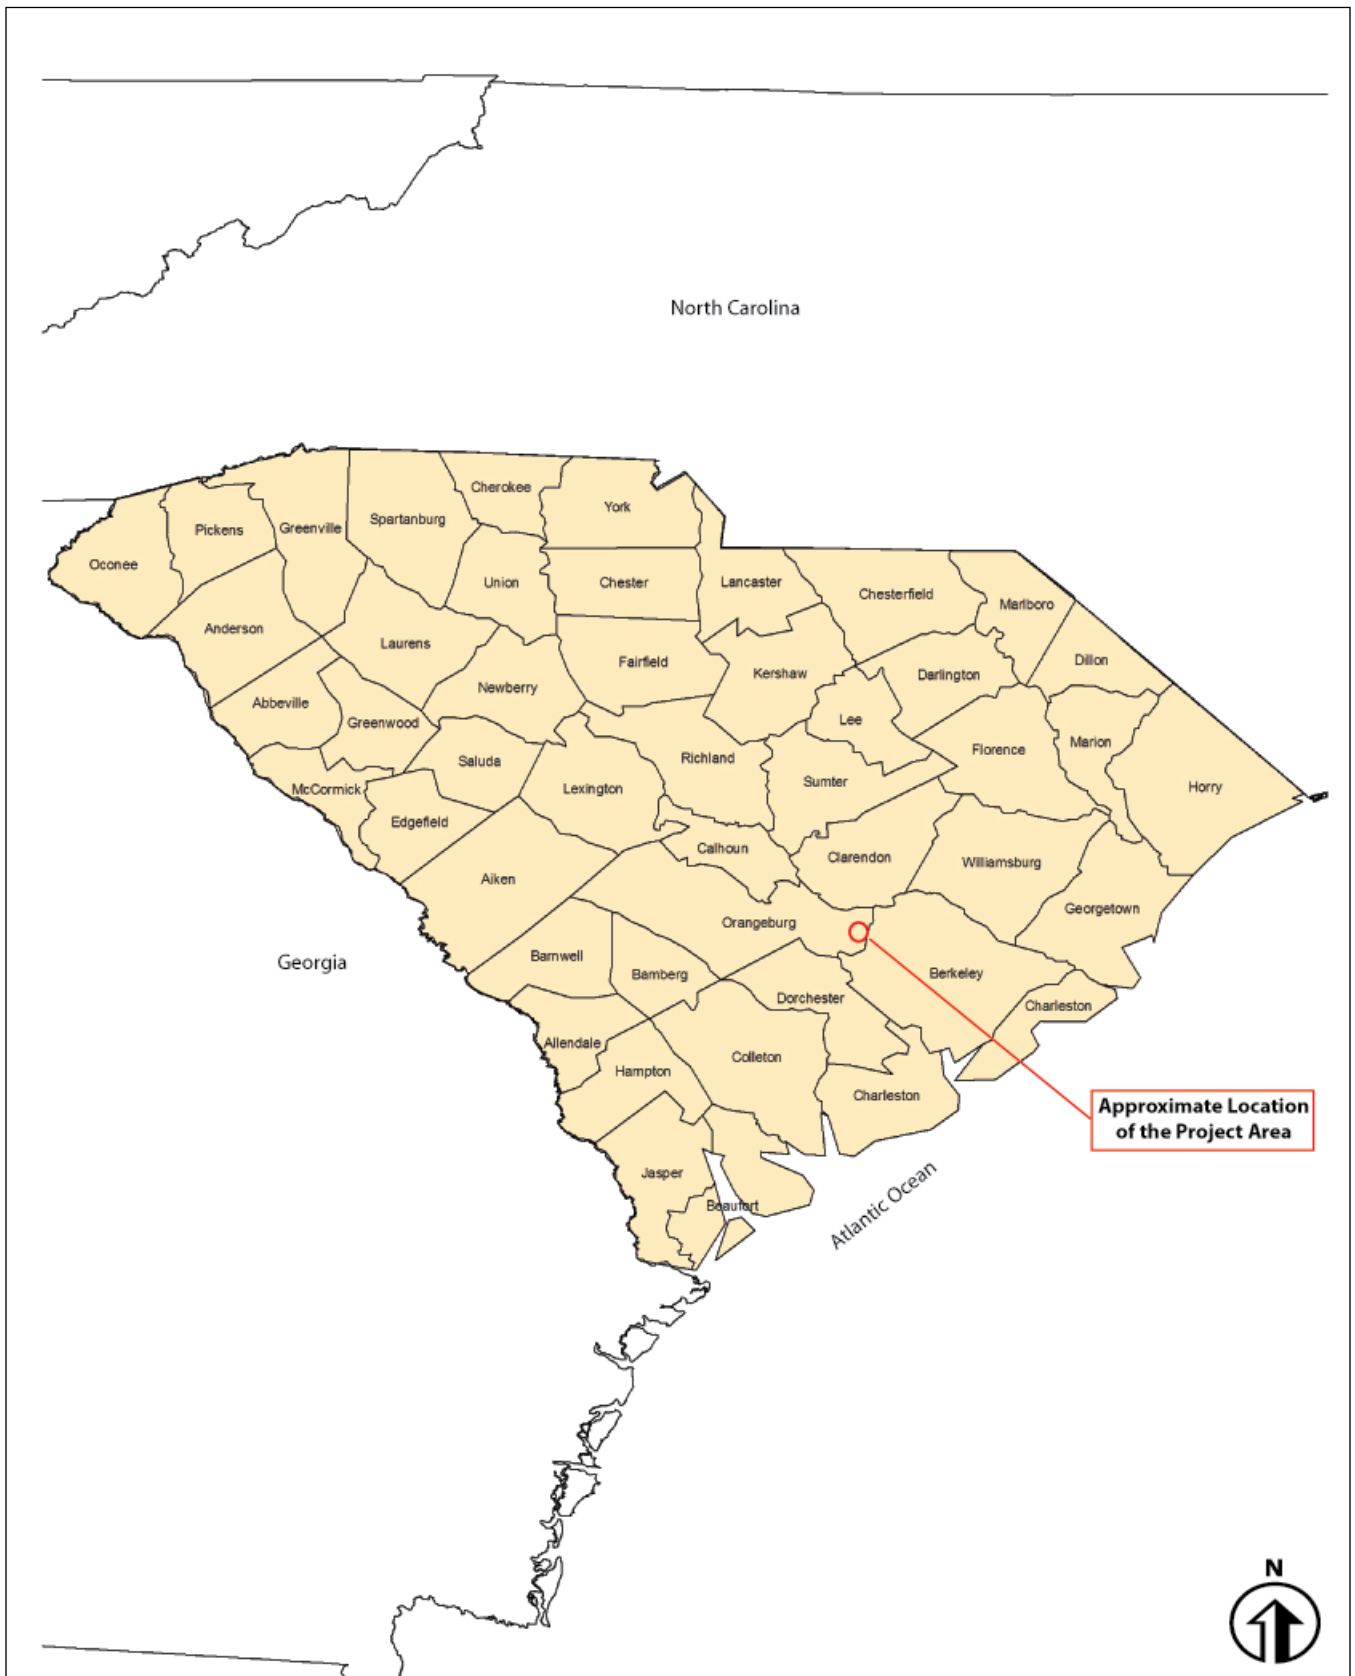 North Carolina
Cherokee
York
Spartanburg
Greenville
Pickens
Oconee
Union
Chester
Lancaster
Chesterfield
Marlboro
Anderson
Laurens
Fairfield
Kershaw
Darlington
Dillon
Newberry
Abbeville
Greenwood
Lee
Florence
Marion
Saluda
Richland
Sumter
Horry
McCormick
Lexington
Edgefield
Calhoun
Clarendon
Williamsburg
Aiken
Georgetown
Orangeburg
Georgia
Barnwell
Bamberg
Berkeley
Dorchester
Charleston
Allendale
Hampton
Colleton
Charleston
Approximate Location
of the Project Area
Jasper
Beaufort
Atlantic Ocean
N